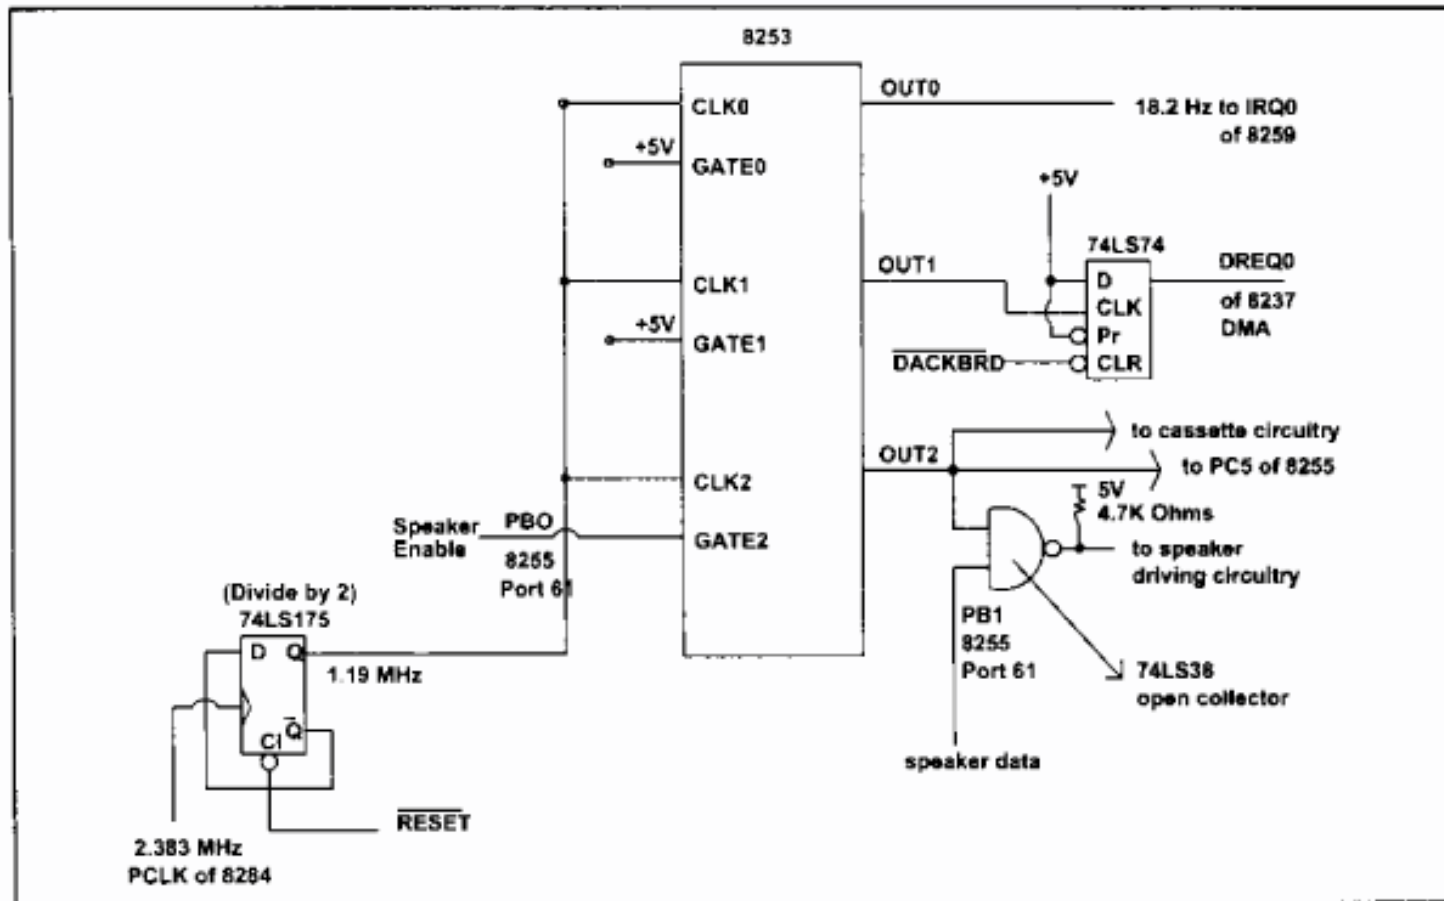 8253
CLK0
OUT0
18.2 Hz to IRQ0
of 8259
+5V
GATE0
+5V
74LS74
CLK1
OUT1
D
DREQ0
CLK
of 8237
DMA
+5V
GATE1
Pr
DACKBRD
CLR
to cassette circuitry
OUT2
to PC5 of 8255
CLK2
5V
4.7K Ohms
Speaker
Enable
PBO
8255
Port 61
GATE2
to speaker
driving circuitry
(Divide by 2)
74LS175
D Q
1.19 MHz
PB1
8255
Port 61
74LS38
open collector
Q
Cl
speaker data
RESET
2.383 MHz
PCLK of 8284